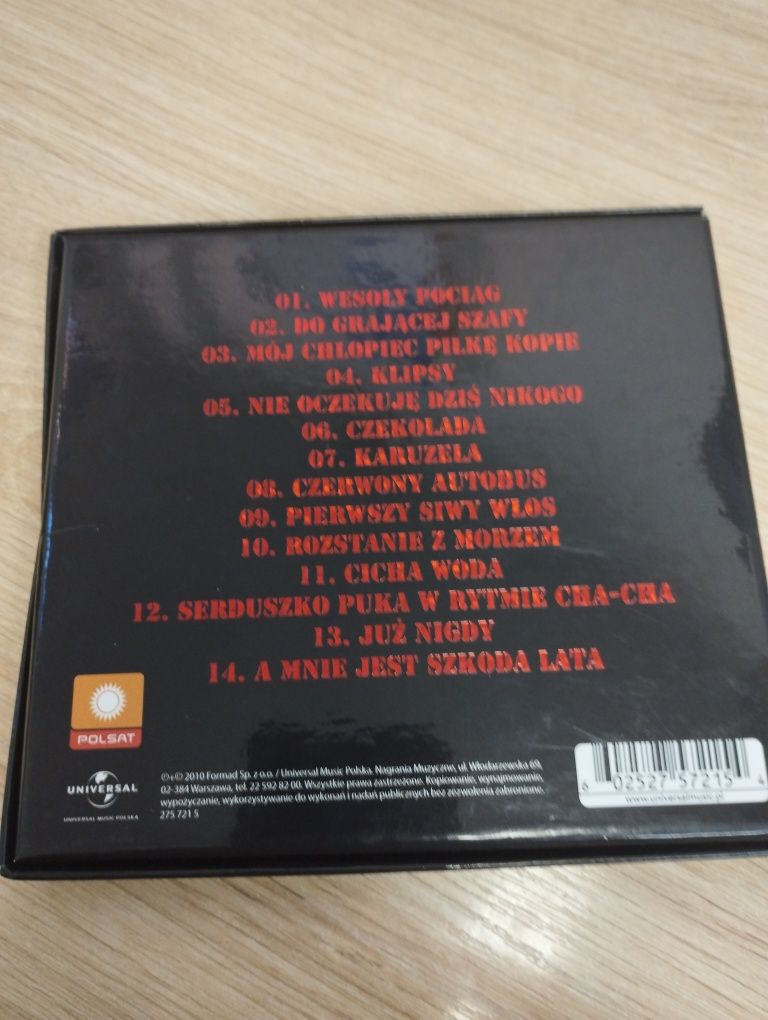 01. WESOŁY POCIĄG
02. DO GRAJĄCEJ SZAFY
03. MÓJ CHŁOPIEC PIŁKĘ KOPIE
04. KLIPSY
05. NIE OCZEKUJĘ DZIŚ NIKOGO
06. CZEKOLADA
07. KARUZELA
08. CZERWONY AUTOBUS
09. PIERWSZY SIWY WŁOS
10. ROZSTANIE Z MORZEM
11. CICHA WODA
12. SERDUSZKO PUKA W RYTMIE CHA-CHA
13. JUŻ NIGDY
14. A MNIE JEST SZKODA LATA
POLSAT
UNIVERSAL
UNIVERSAL MUSIC POLSKA
℗+© 2010 Formad Sp. z o.o. / Universal Music Polska. Nagrania Muzyczne, ul. Włodarzewska 69,
02-384 Warszawa, tel. 22 592 82 00. Wszystkie prawa zastrzeżone. Kopiowanie, wynajmowanie,
wypożyczanie, wykorzystywanie do wykonań i nadań publicznych bez zezwolenia zabronione.
275 721 5
6 02527 57215 4
www.universalmusic.pl